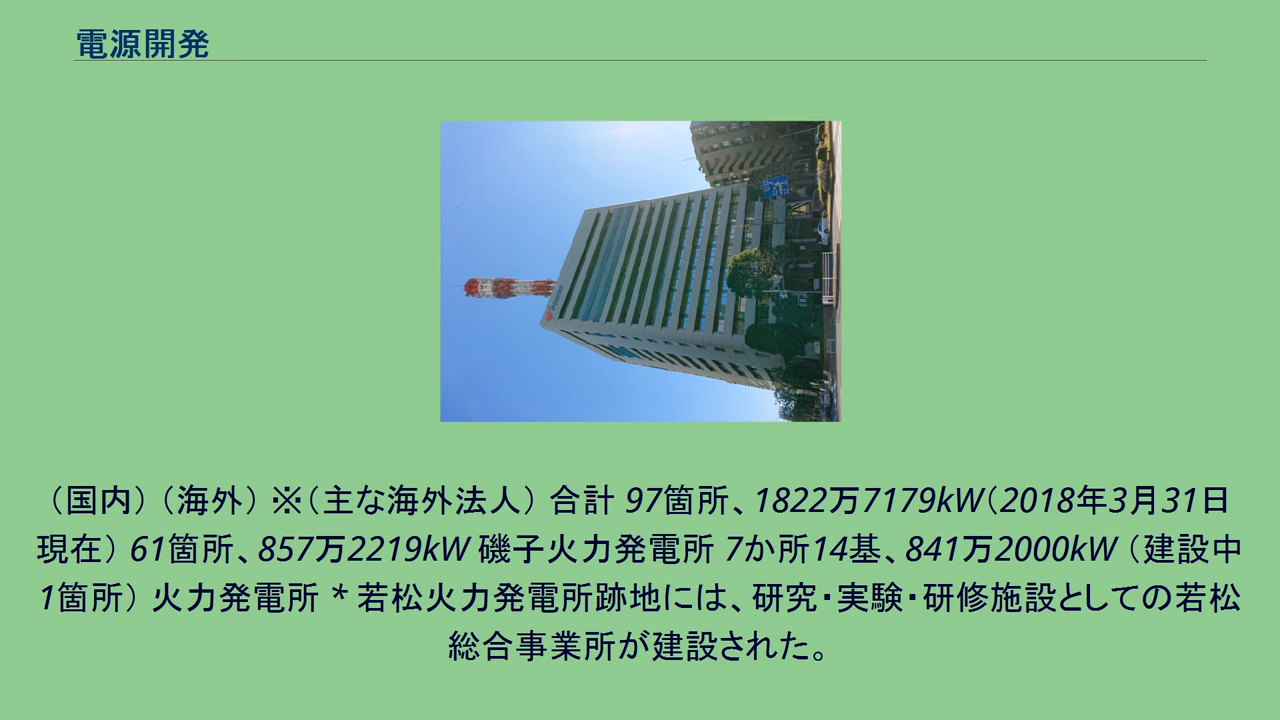 電源開発
（国内）（海外）※（主な海外法人） 合計 97箇所、1822万7179kW（2018年3月31日
現在） 61箇所、857万2219kW 磯子火力発電所 7か所14基、841万2000kW （建設中
1箇所） 火力発電所 * 若松火力発電所跡地には、研究・実験・研修施設としての若松
総合事業所が建設された。